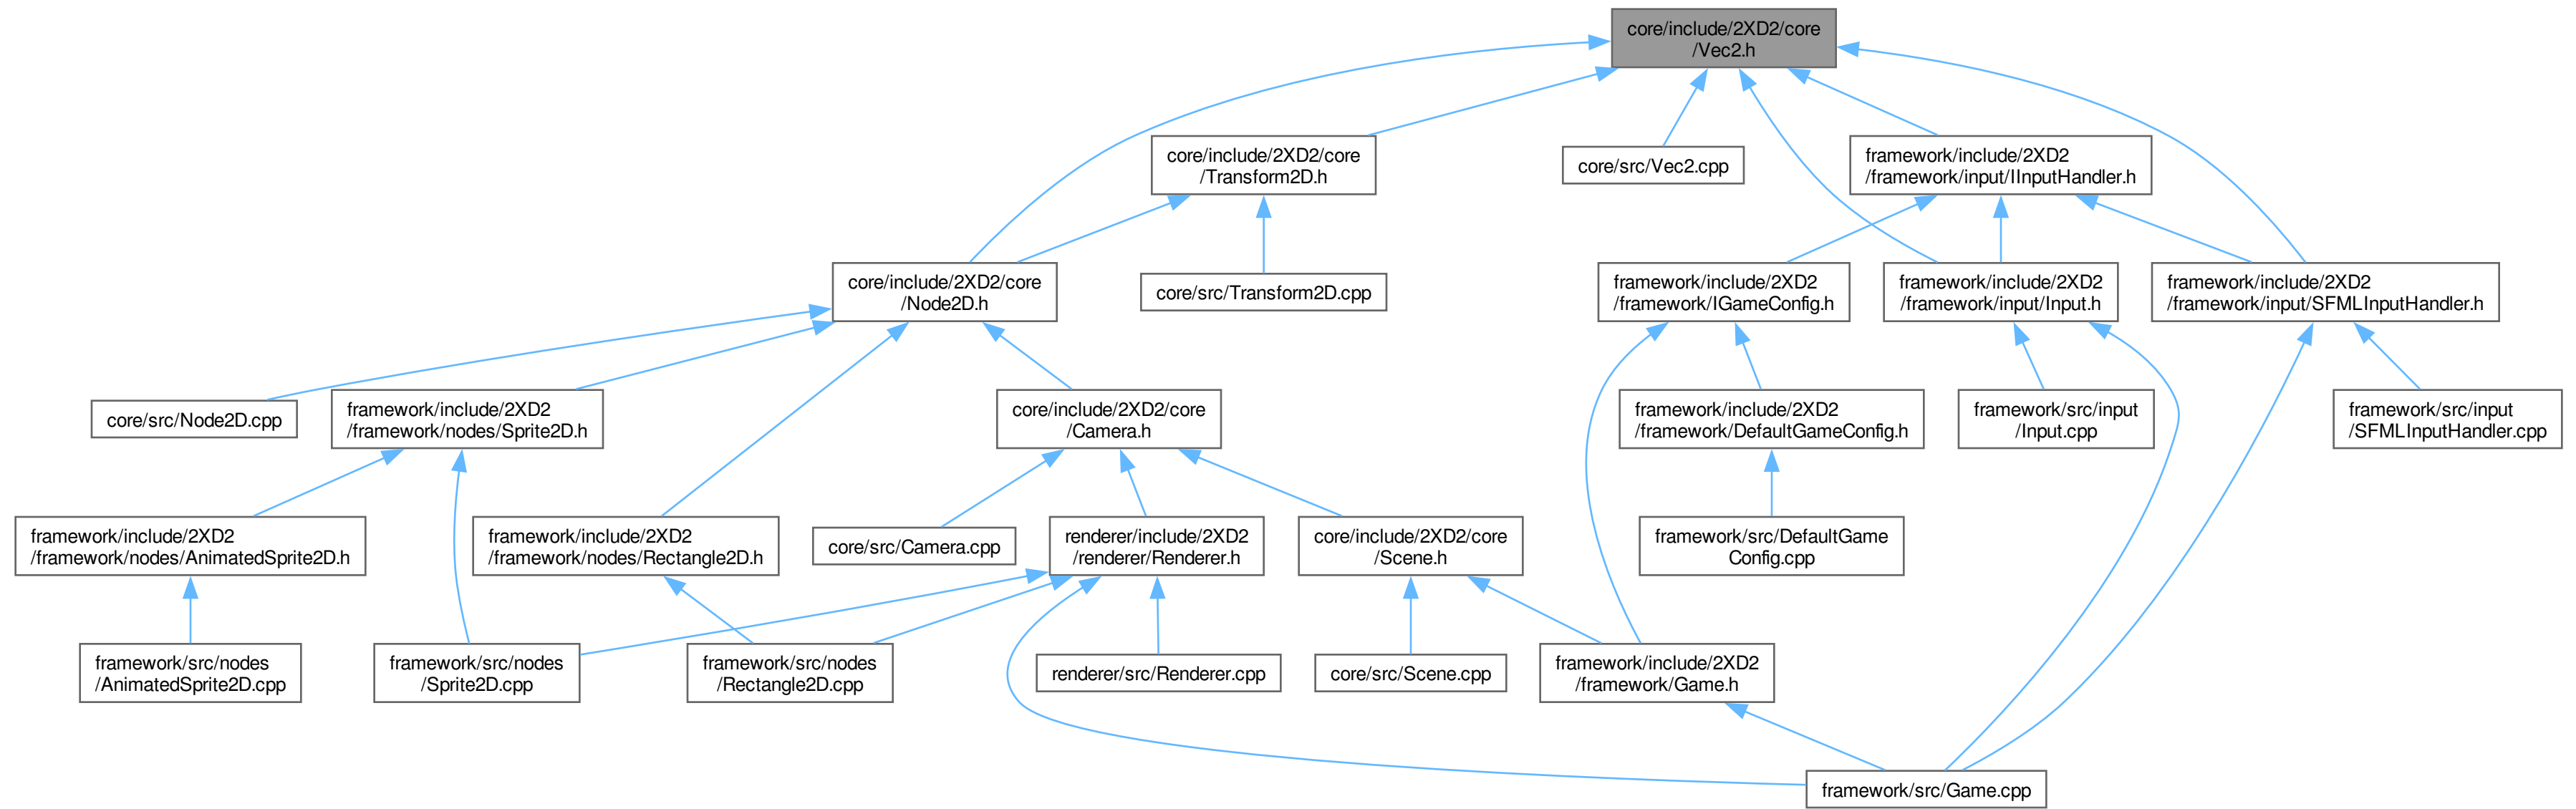 core/include/2XD2/core
/Vec2.h
core/include/2XD2/core
/Transform2D.h
core/src/Vec2.cpp
framework/include/2XD2
/framework/input/IInputHandler.h
core/include/2XD2/core
/Node2D.h
core/src/Transform2D.cpp
framework/include/2XD2
/framework/IGameConfig.h
framework/include/2XD2
/framework/input/Input.h
framework/include/2XD2
/framework/input/SFMLInputHandler.h
core/src/Node2D.cpp
framework/include/2XD2
/framework/nodes/Sprite2D.h
core/include/2XD2/core
/Camera.h
framework/include/2XD2
/framework/DefaultGameConfig.h
framework/src/input
/Input.cpp
framework/src/input
/SFMLInputHandler.cpp
framework/include/2XD2
/framework/nodes/AnimatedSprite2D.h
framework/include/2XD2
/framework/nodes/Rectangle2D.h
core/src/Camera.cpp
renderer/include/2XD2
/renderer/Renderer.h
core/include/2XD2/core
/Scene.h
framework/src/DefaultGame
Config.cpp
framework/src/nodes
/AnimatedSprite2D.cpp
framework/src/nodes
/Sprite2D.cpp
framework/src/nodes
/Rectangle2D.cpp
renderer/src/Renderer.cpp
core/src/Scene.cpp
framework/include/2XD2
/framework/Game.h
framework/src/Game.cpp